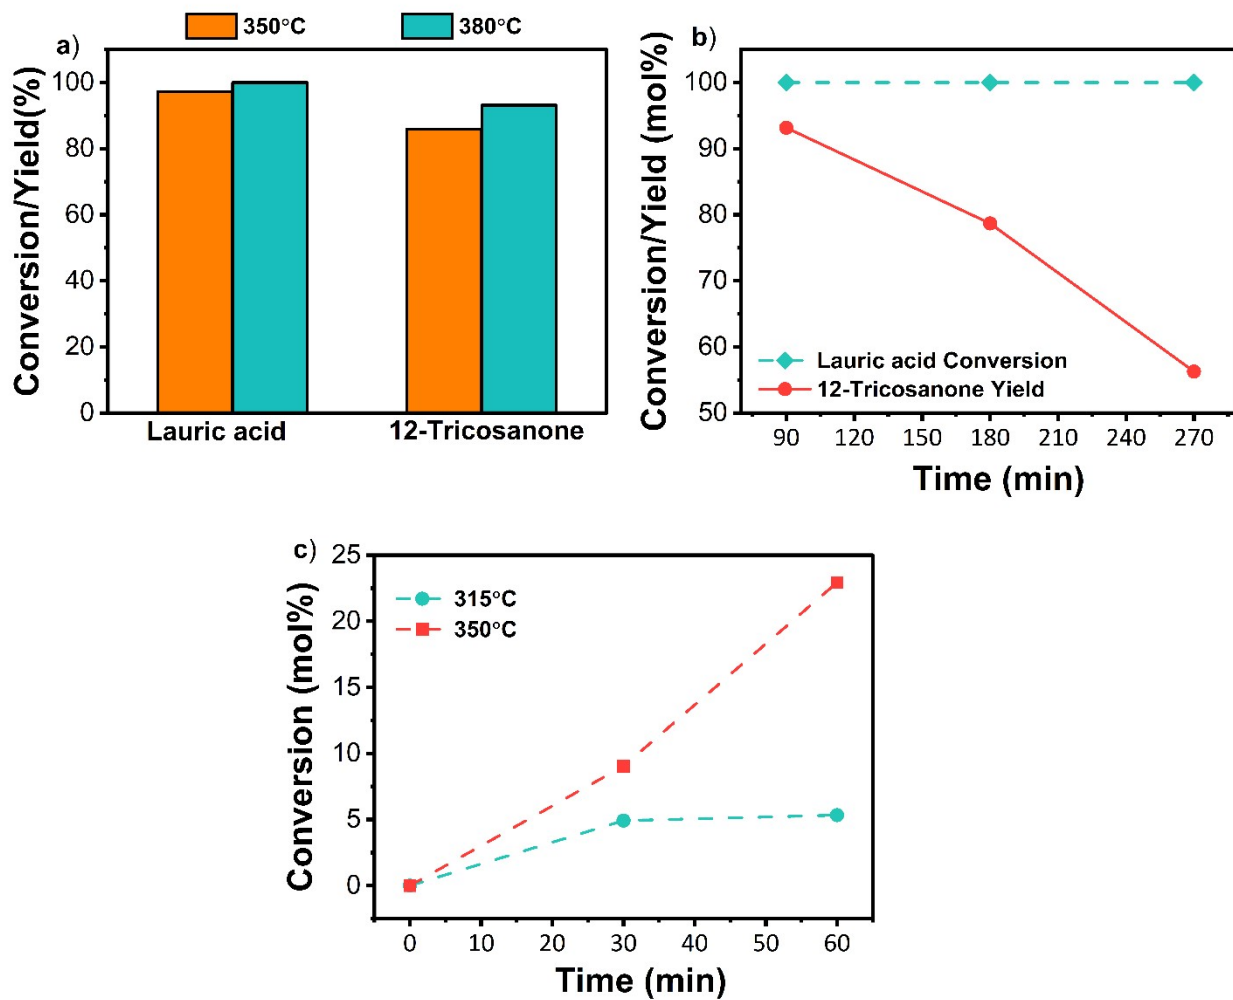 350°C 380°C
a)
Conversion/Yield(%)
100
80
60
40
20
0
Lauric acid 12-Tricosanone
b)
Conversion/Yield (mol%)
100
90
80
70
60
50
Lauric acid Conversion
12-Tricosanone Yield
90 120 150 180 210 240 270
Time (min)
c)
Conversion (mol%)
25
20
15
10
5
0
315°C
350°C
0 10 20 30 40 50 60
Time (min)